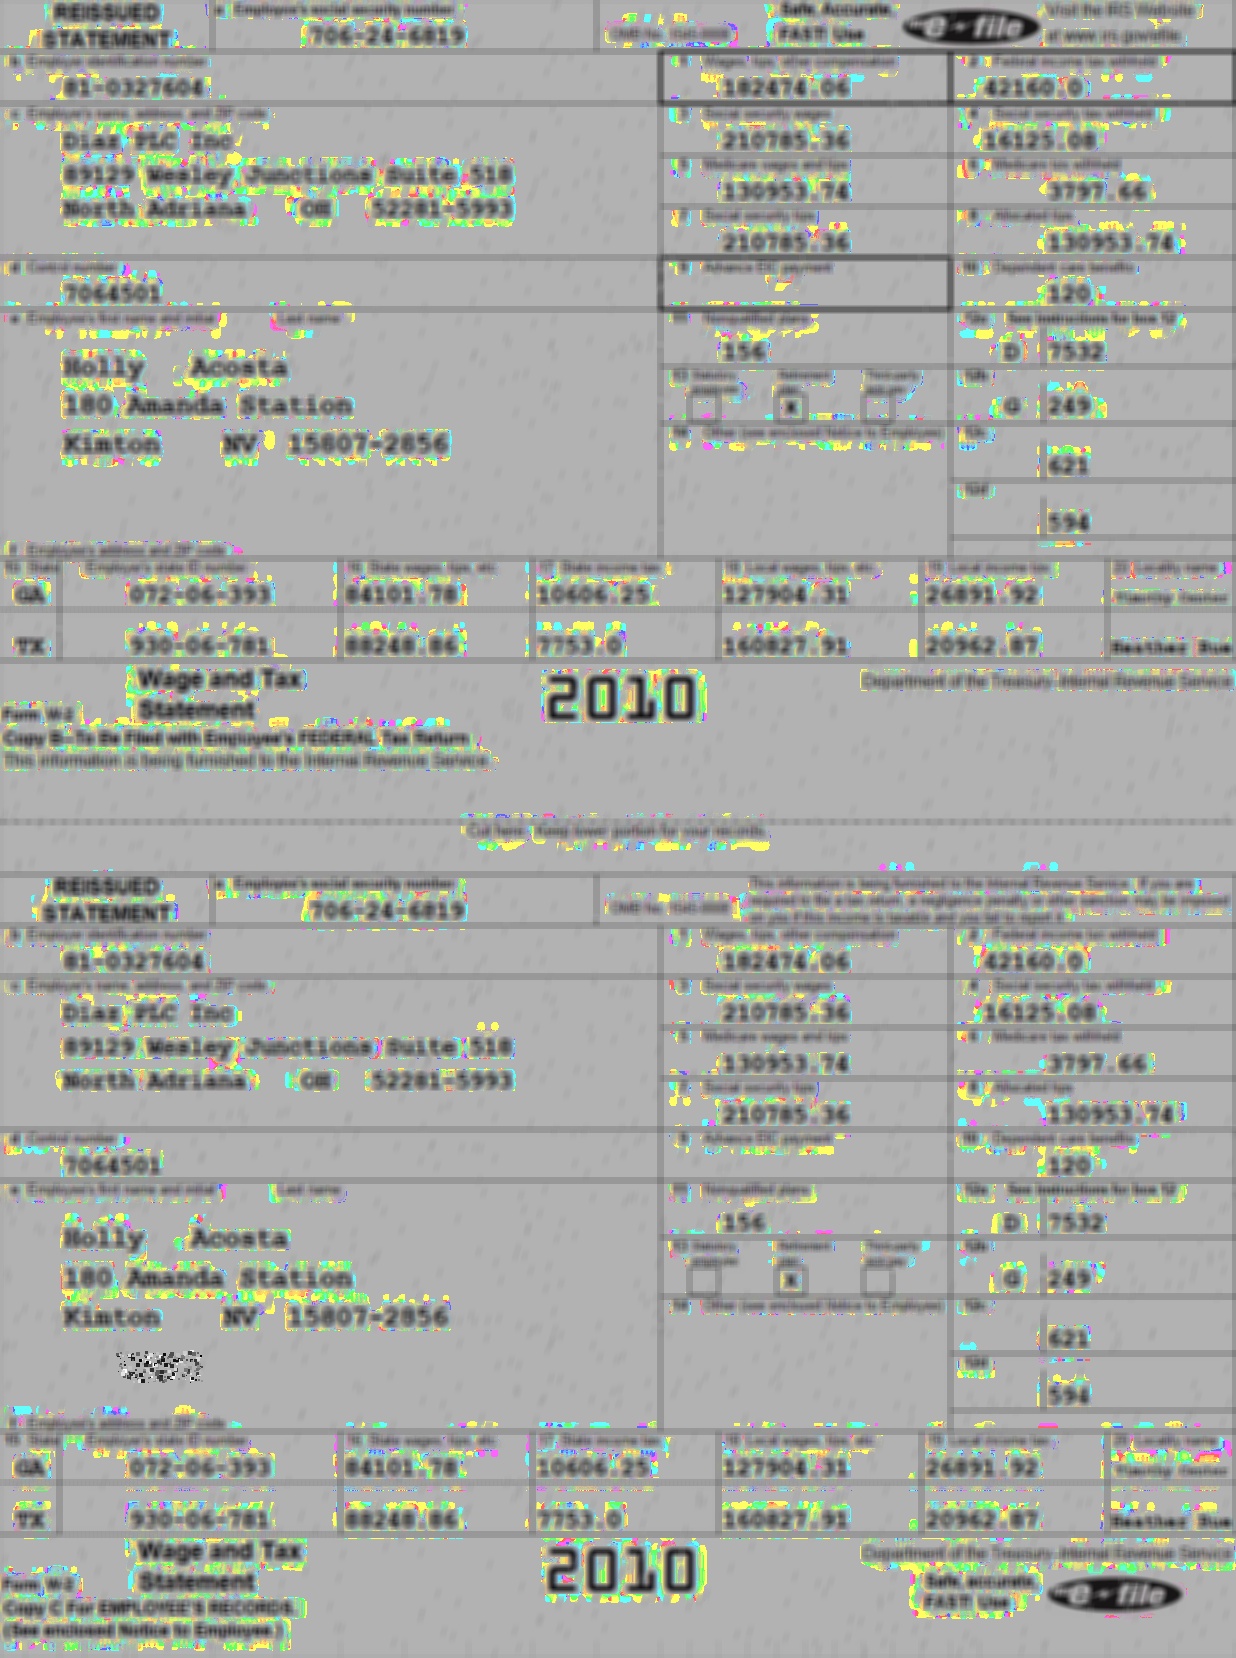 REISSUED STATEMENT
a Employee's social security number
706-24-6819
OMB No. 1545-0008
Safe, Accurate, FAST! Use
e-file
Visit the IRS Website at www.irs.gov/efile
b Employer identification number
81-0327604
1 Wages, tips, other compensation
182474.06
2 Federal income tax withheld
42160.0
c Employer's name, address, and ZIP code
Diaz PLC Inc
89129 Wesley Junctions Suite 518
North Adriana OH 52281-5993
3 Social security wages
210785.36
4 Social security tax withheld
16125.08
5 Medicare wages and tips
130953.74
6 Medicare tax withheld
3797.66
7 Social security tips
210785.36
8 Allocated tips
130953.74
d Control number
7064501
9 Advance EIC payment
10 Dependent care benefits
120
e Employee's first name and initial Last name
Holly Acosta
180 Amanda Station
Kimton NV 15807-2856
11 Nonqualified plans
156
12a See instructions for box 12
D 7532
13 Statutory employee Retirement plan Third-party sick pay
X
12b
G 249
14 Other (see enclosed Notice to Employee)
12c
621
12d
594
f Employee's address and ZIP code
15 State Employer's state ID number 16 State wages, tips, etc. 17 State income tax 18 Local wages, tips, etc. 19 Local income tax 20 Locality name
GA 072-06-393 84101.78 10606.25 127904.31 26891.92
TX 930-06-781 88248.86 7753.0 160827.91 20962.87 Heather Rue
Form W-2 Wage and Tax Statement
2010
Department of the Treasury-Internal Revenue Service
Copy B-To Be Filed with Employee's FEDERAL Tax Return
This information is being furnished to the Internal Revenue Service.
Cut here. Keep lower portion for your records.
REISSUED STATEMENT
a Employee's social security number
706-24-6819
OMB No. 1545-0008
This information is being furnished to the Internal Revenue Service. If you are
required to file a tax return, a negligence penalty or other sanction may be imposed
on you if this income is taxable and you fail to report it.
b Employer identification number
81-0327604
1 Wages, tips, other compensation
182474.06
2 Federal income tax withheld
42160.0
c Employer's name, address, and ZIP code
Diaz PLC Inc
89129 Wesley Junctions Suite 518
North Adriana OH 52281-5993
3 Social security wages
210785.36
4 Social security tax withheld
16125.08
5 Medicare wages and tips
130953.74
6 Medicare tax withheld
3797.66
7 Social security tips
210785.36
8 Allocated tips
130953.74
d Control number
7064501
9 Advance EIC payment
10 Dependent care benefits
120
e Employee's first name and initial Last name
Holly Acosta
180 Amanda Station
Kimton NV 15807-2856
11 Nonqualified plans
156
12a See instructions for box 12
D 7532
13 Statutory employee Retirement plan Third-party sick pay
X
12b
G 249
14 Other (see enclosed Notice to Employee)
12c
621
12d
594
f Employee's address and ZIP code
15 State Employer's state ID number 16 State wages, tips, etc. 17 State income tax 18 Local wages, tips, etc. 19 Local income tax 20 Locality name
GA 072-06-393 84101.78 10606.25 127904.31 26891.92
TX 930-06-781 88248.86 7753.0 160827.91 20962.87 Heather Rue
Form W-2 Wage and Tax Statement
2010
Department of the Treasury-Internal Revenue Service
Copy C For EMPLOYEE'S RECORDS.
(See enclosed Notice to Employee.)
Safe, accurate, FAST! Use
e-file